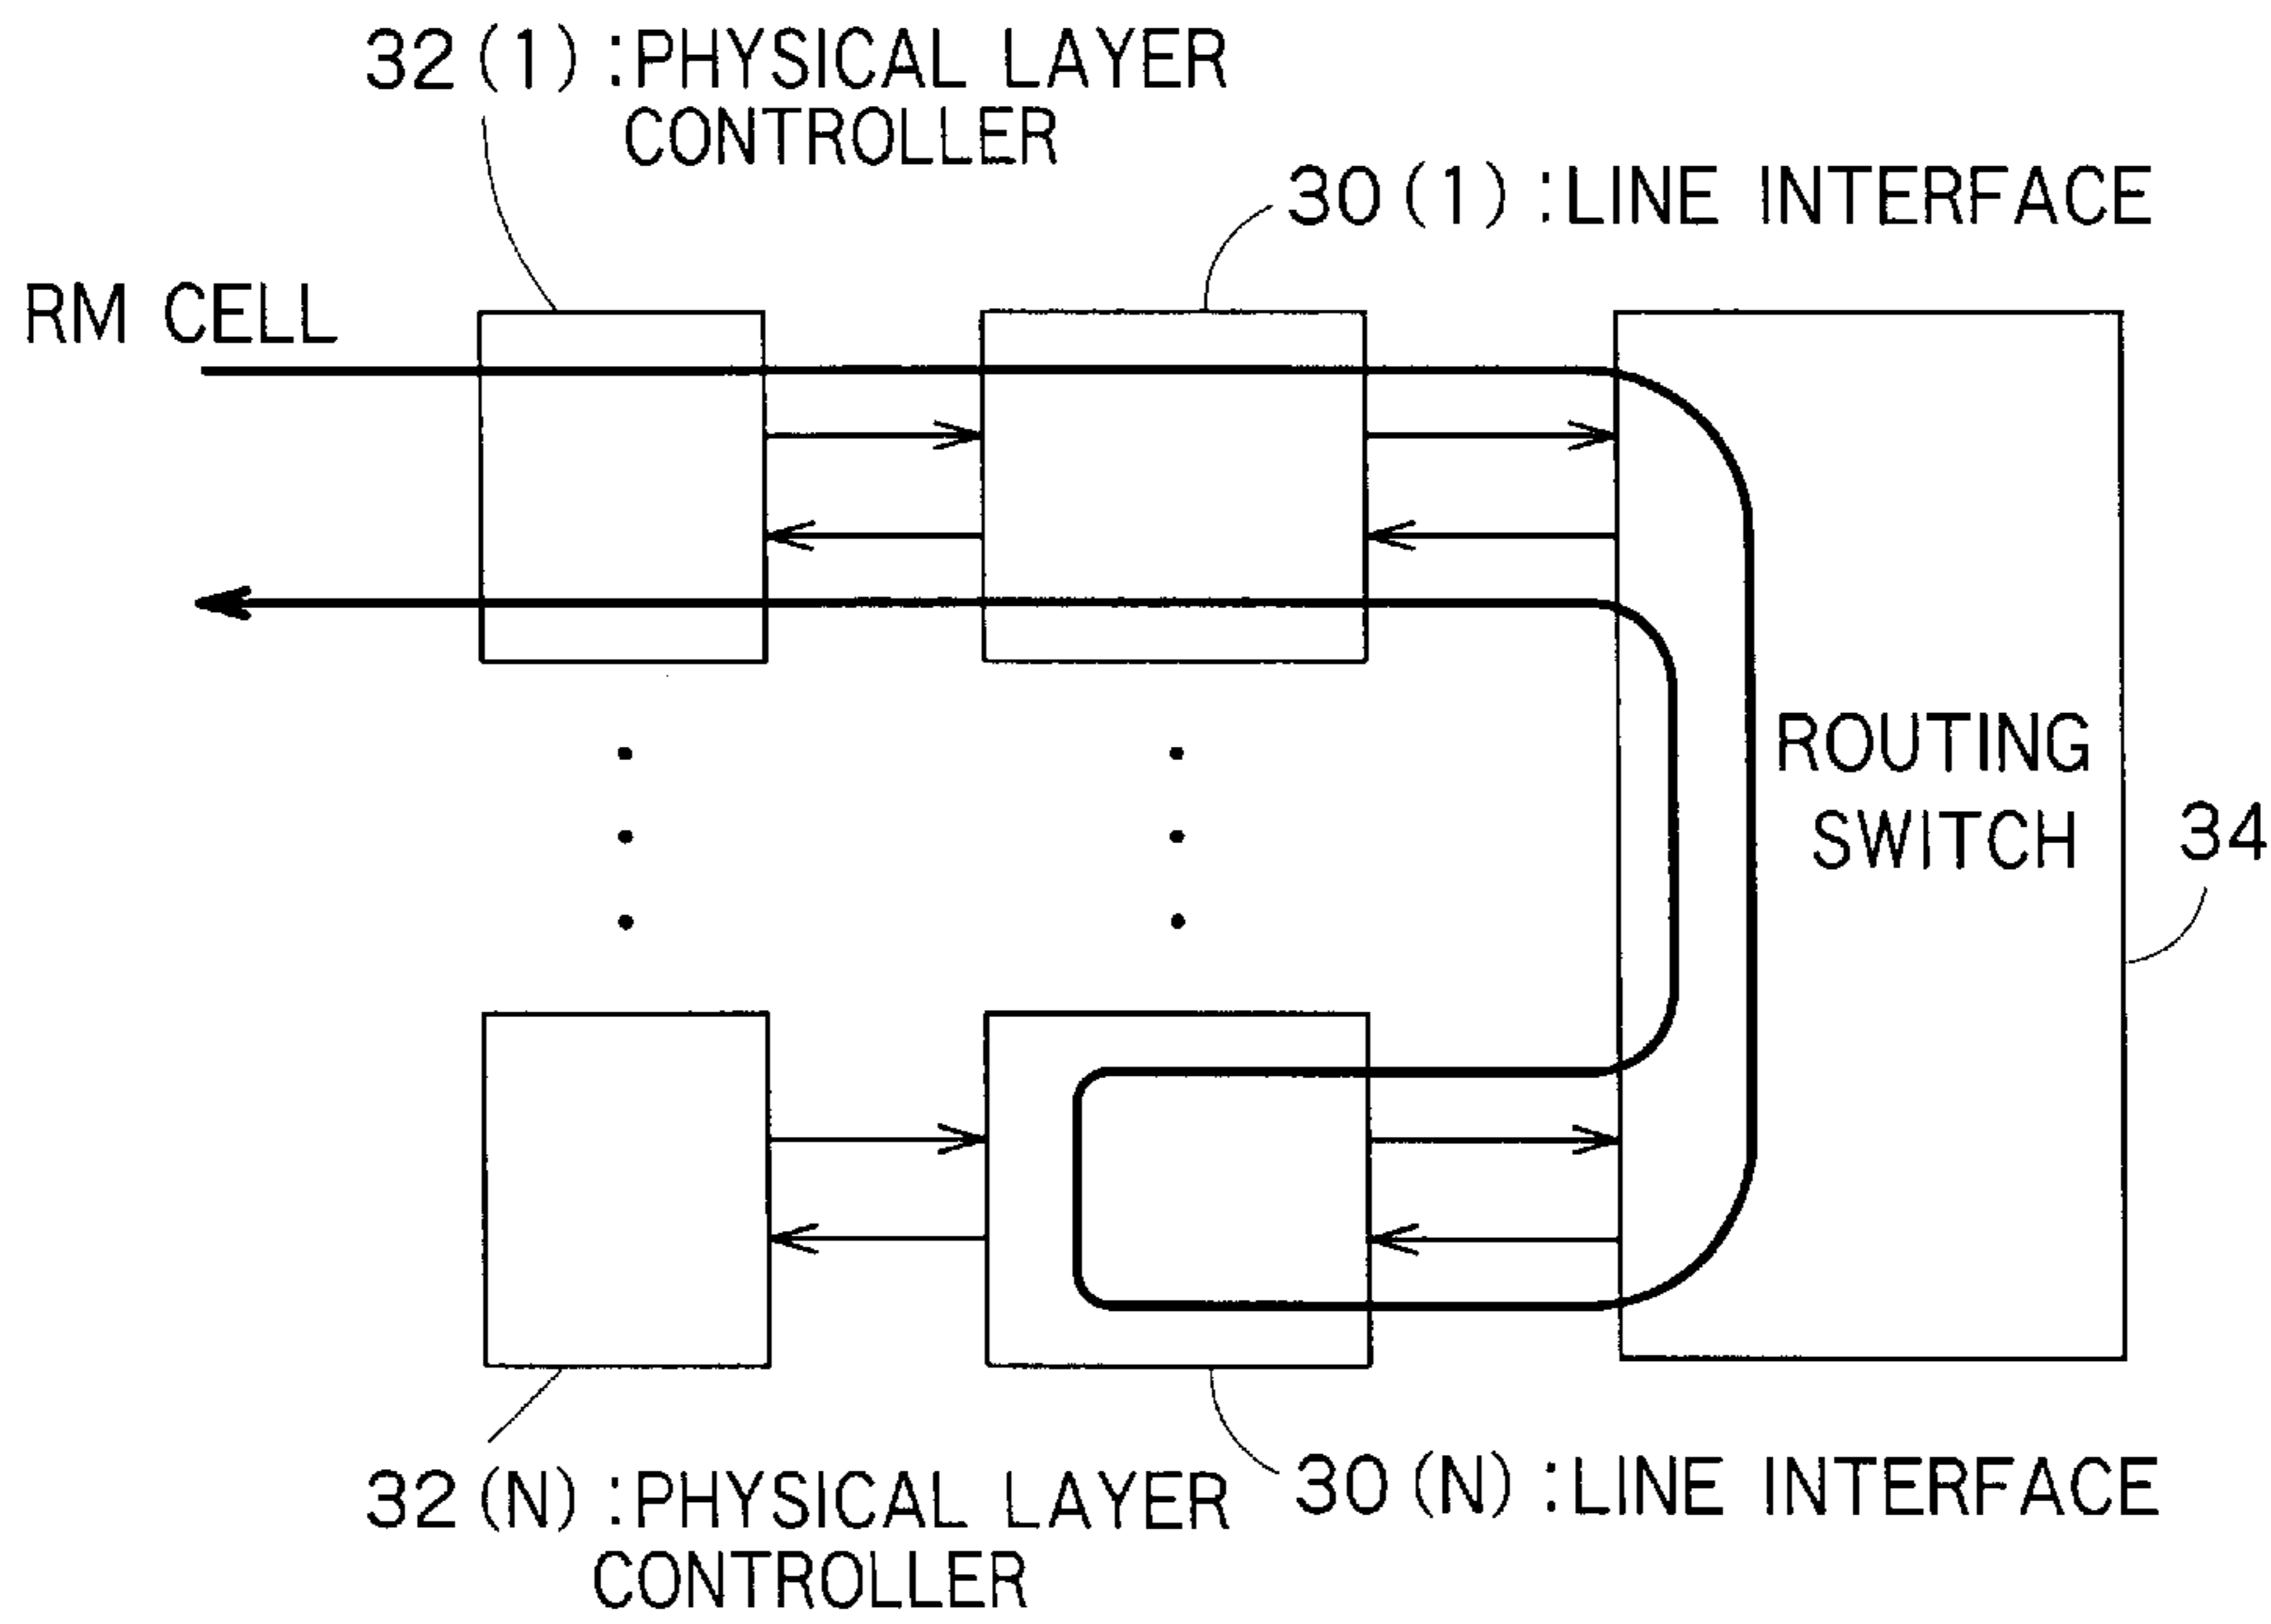 32(1):PHYSICAL LAYER
CONTROLLER
30(1):LINE INTERFACE
RM CELL
ROUTING
SWITCH
34
32(N):PHYSICAL LAYER
CONTROLLER
30(N):LINE INTERFACE